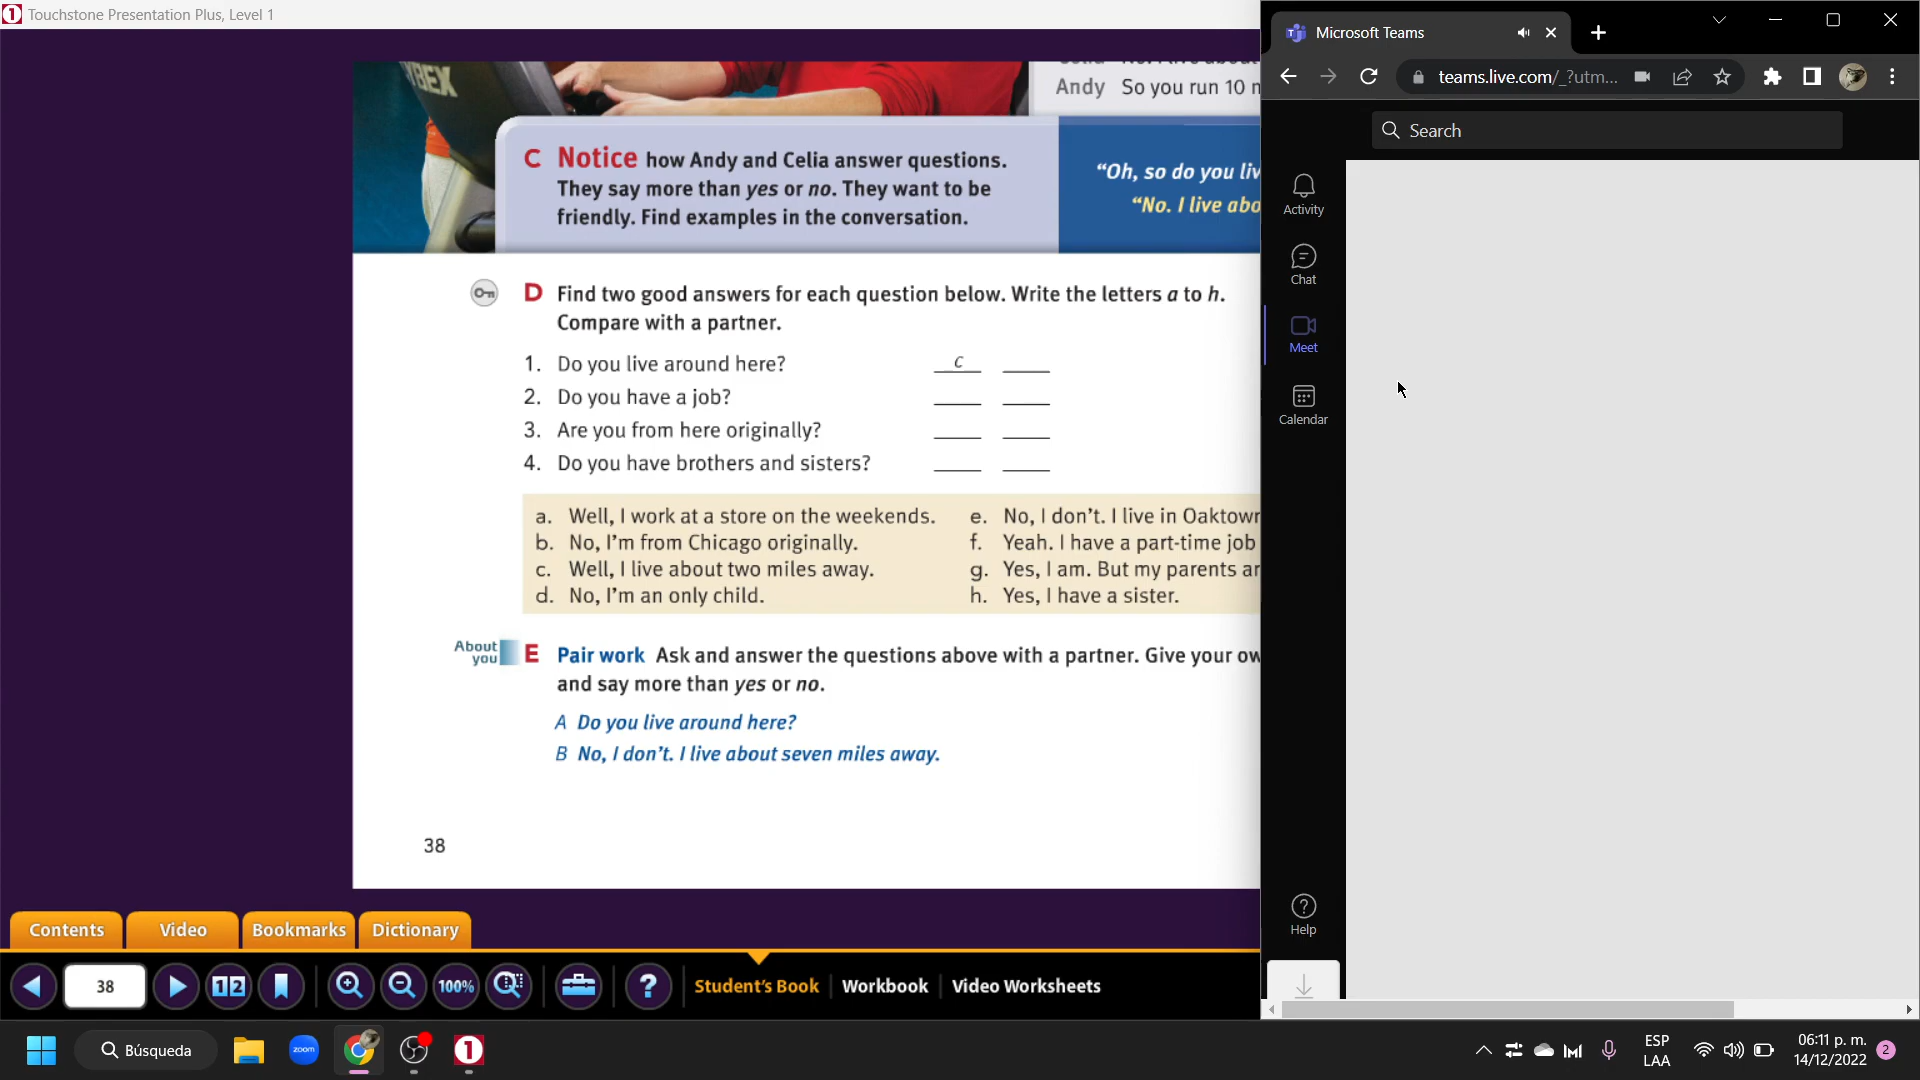 Touchstone Presentation Plus, Level 1
YBEX
Andy So you run 10 m
C Notice how Andy and Celia answer questions.
They say more than yes or no. They want to be
friendly. Find examples in the conversation.
“Oh, so do you liv
“No. I live abo
D Find two good answers for each question below. Write the letters a to h.
Compare with a partner.
1. Do you live around here? c
2. Do you have a job?
3. Are you from here originally?
4. Do you have brothers and sisters?
a. Well, I work at a store on the weekends.
b. No, I’m from Chicago originally.
c. Well, I live about two miles away.
d. No, I’m an only child.
e. No, I don’t. I live in Oaktown
f. Yeah. I have a part-time job
g. Yes, I am. But my parents ar
h. Yes, I have a sister.
About
you
E Pair work Ask and answer the questions above with a partner. Give your ow
and say more than yes or no.
A Do you live around here?
B No, I don’t. I live about seven miles away.
38
Contents Video Bookmarks Dictionary
38 12 100% ? Student’s Book Workbook Video Worksheets
Microsoft Teams
teams.live.com/_?utm...
Search
Activity
Chat
Meet
Calendar
Help
Búsqueda
zoom
1
ESP
LAA
06:11 p. m.
14/12/2022
2